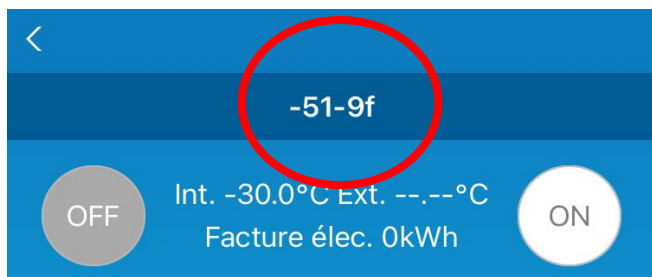 -51-9f
OFF
Int. -30.0°C Ext. --.--°C
Facture élec. 0kWh
ON